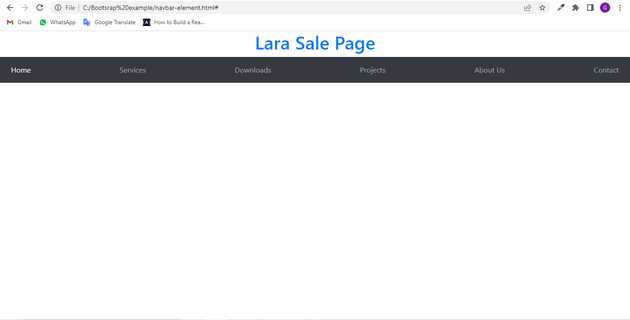 File C:/Bootsrap%20example/navbar-element.html#
G
Gmail WhatsApp Google Translate How to Build a Rea...
Lara Sale Page
Home Services Downloads Projects About Us Contact